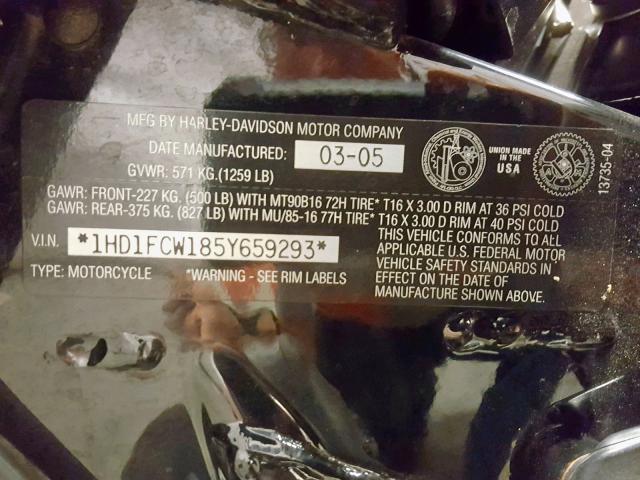 MFG BY HARLEY-DAVIDSON MOTOR COMPANY
DATE MANUFACTURED: 03-05
GVWR: 571 KG.(1259 LB)
UNION MADE
IN THE
USA
13735-04
GAWR: FRONT-227 KG. (500 LB) WITH MT90B16 72H TIRE* T16 X 3.00 D RIM AT 36 PSI COLD
GAWR: REAR-375 KG. (827 LB) WITH MU/85-16 77H TIRE* T16 X 3.00 D RIM AT 40 PSI COLD
V.I.N. *1HD1FCW185Y659293*
TYPE: MOTORCYCLE *WARNING - SEE RIM LABELS
THIS VEHICLE CONFORMS TO ALL
APPLICABLE U.S. FEDERAL MOTOR
VEHICLE SAFETY STANDARDS IN
EFFECT ON THE DATE OF
MANUFACTURE SHOWN ABOVE.